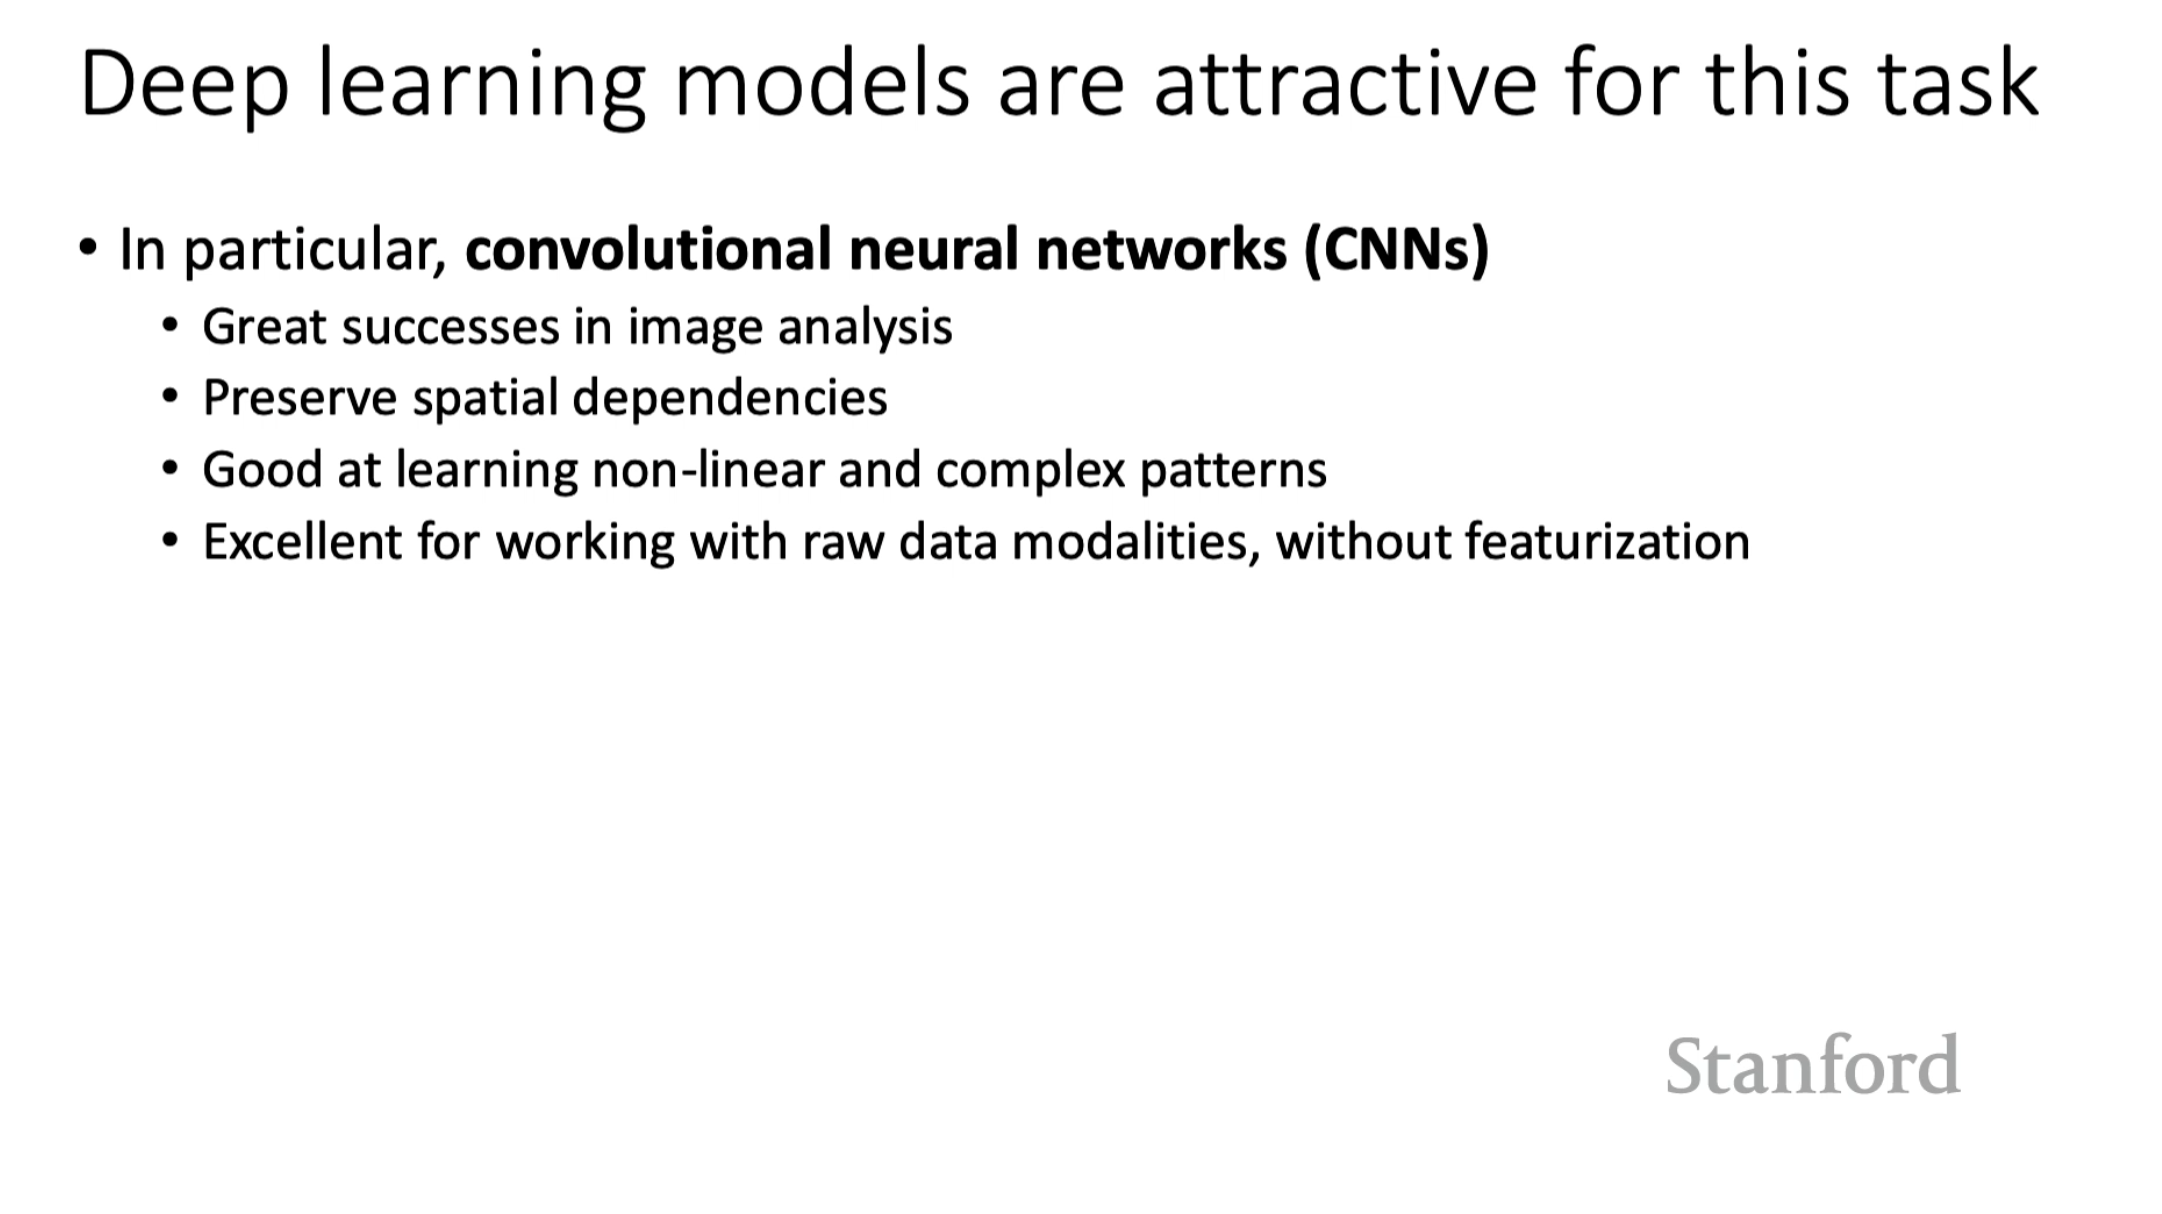 Deep learning models are attractive for this task
• In particular, convolutional neural networks (CNNs)
• Great successes in image analysis
• Preserve spatial dependencies
• Good at learning non-linear and complex patterns
• Excellent for working with raw data modalities, without featurization
Stanford